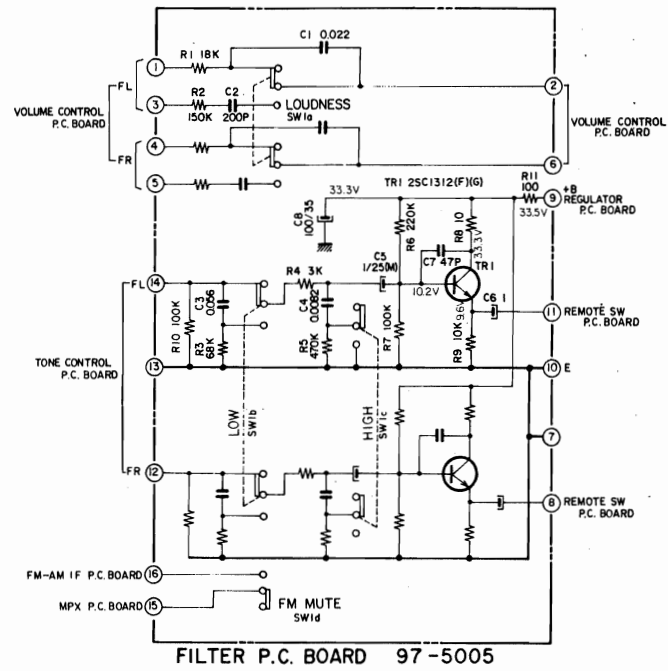 C1 0.022
R1 18K
1
FL
3
R2
150K
C2
200P
LOUDNESS
SW1a
2
VOLUME CONTROL
P.C. BOARD
4
FR
5
VOLUME CONTROL
P.C. BOARD
6
TR1 2SC1312(F)(G)
R11
100
9
+B
REGULATOR
P.C. BOARD
33.5V
33.3V
C8
100/35
R6 220K
R8 10
33.3V
C7 47P
TR1
C5
1/25(M)
R4 3K
10.2V
9.6V
C6 1
11
REMOTE SW
P.C. BOARD
FL
14
C3
0.056
C4
0.0082
R10 100K
R3
68K
R5
470K
R7 100K
R9 10K
13
10
E
TONE CONTROL
P.C. BOARD
LOW
SW1b
HIGH
SW1c
7
FR
12
8
REMOTE SW
P.C. BOARD
FM-AM IF P.C. BOARD
16
MPX P.C. BOARD
15
FM MUTE
SW1d
FILTER P.C. BOARD 97-5005